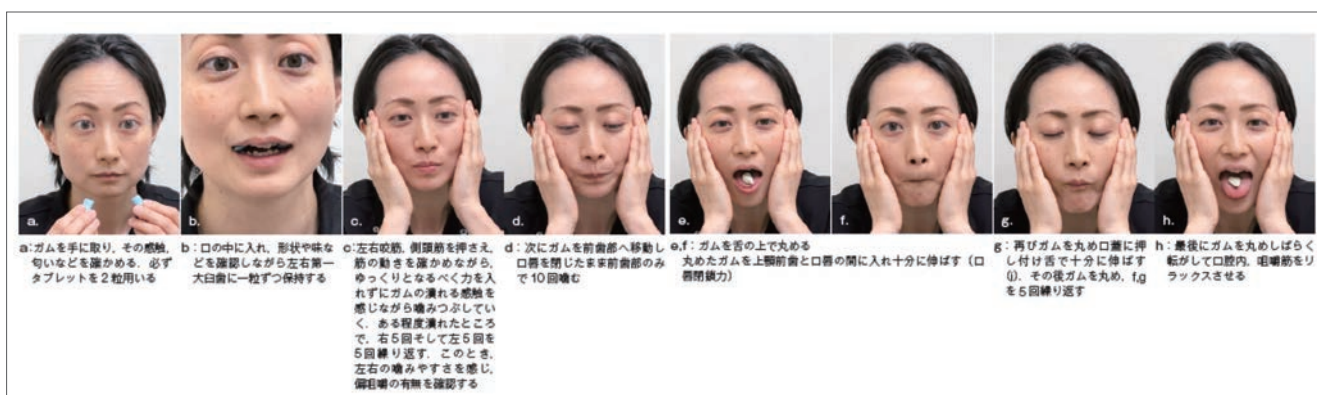 a.
b.
c.
d.
e.
f.
g.
h.
a:ガムを手に取り,その感触,
匂いなどを確かめる.必ず
タブレットを2粒用いる
b:口の中に入れ,形状や味な
どを確認しながら左右第一
大臼歯に一粒ずつ保持する
c:左右咬筋,側頭筋を押さえ,
筋の動きを確かめながら,
ゆっくりとなるべく力を入
れずにガムの潰れる感触を
感じながら噛みつぶしてい
く.ある程度潰れたところ
で,右5回そして左5回を
5回繰り返す.このとき,
左右の噛みやすさを感じ,
偏咀嚼の有無を確認する
d:次にガムを前歯部へ移動し
口唇を閉じたまま前歯部のみ
で10回噛む
e,f:ガムを舌の上で丸める
丸めたガムを上顎前歯と口唇の間に入れ十分に伸ばす(口
唇閉鎖力)
g:再びガムを丸め口蓋に押
し付け舌で十分に伸ばす
(j).その後ガムを丸め,f,g
を5回繰り返す
h:最後にガムを丸めしばらく
転がして口腔内,咀嚼筋をリ
ラックスさせる